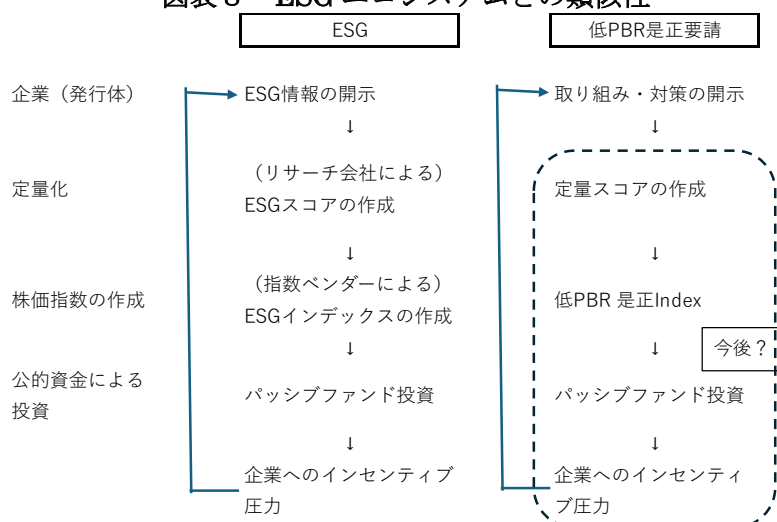 図表8 ESG エコシステムとの類似性
ESG
低PBR是正要請
企業（発行体）
ESG情報の開示
取り組み・対策の開示
↓
↓
定量化
（リサーチ会社による）
ESGスコアの作成
定量スコアの作成
↓
↓
株価指数の作成
（指数ベンダーによる）
ESGインデックスの作成
低PBR 是正Index
↓
↓
今後？
公的資金による
投資
パッシブファンド投資
パッシブファンド投資
↓
↓
企業へのインセンティブ
圧力
企業へのインセンティ
ブ圧力